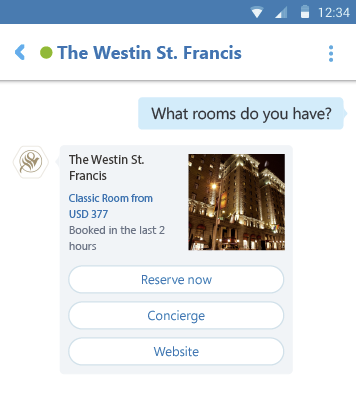 12:34
The Westin St. Francis
What rooms do you have?
The Westin St.
Francis
Classic Room from
USD 377
Booked in the last 2
hours
Reserve now
Concierge
Website